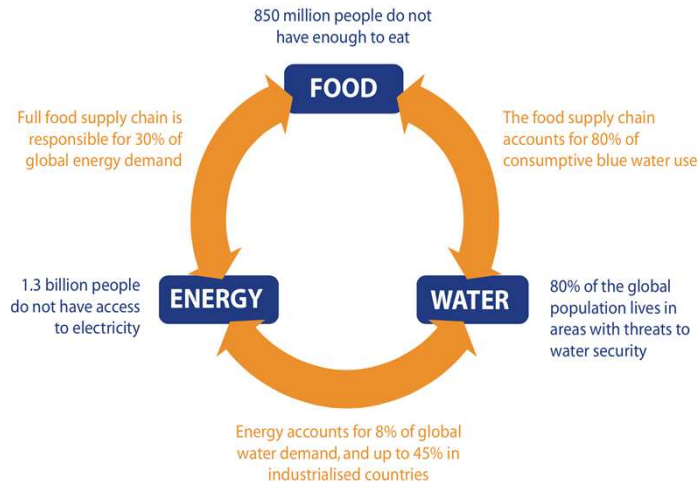 850 million people do not
have enough to eat
FOOD
Full food supply chain is
responsible for 30% of
global energy demand
The food supply chain
accounts for 80% of
consumptive blue water use
1.3 billion people
do not have access
to electricity
ENERGY
WATER
80% of the global
population lives in
areas with threats to
water security
Energy accounts for 8% of global
water demand, and up to 45% in
industrialised countries